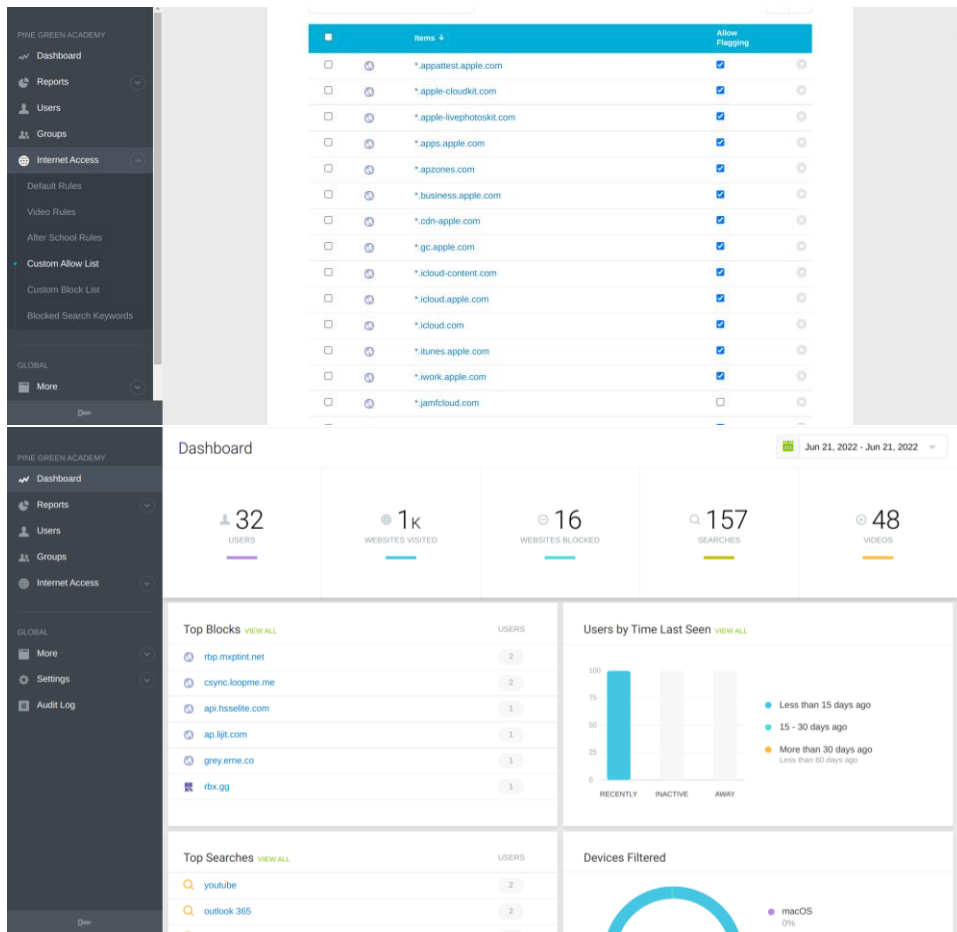 PINE GREEN ACADEMY
Dashboard
Reports
Users
Groups
Internet Access
Default Rules
Video Rules
After School Rules
Custom Allow List
Custom Block List
Blocked Search Keywords
GLOBAL
More
Items ↓ Allow Flagging
*.appattest.apple.com
*.apple-cloudkit.com
*.apple-livephotoskit.com
*.apps.apple.com
*.apzones.com
*.business.apple.com
*.cdn-apple.com
*.gc.apple.com
*.icloud-content.com
*.icloud.apple.com
*.icloud.com
*.itunes.apple.com
*.iwork.apple.com
*.jamfcloud.com
PINE GREEN ACADEMY
Dashboard
Reports
Users
Groups
Internet Access
GLOBAL
More
Settings
Audit Log
Dashboard
Jun 21, 2022 - Jun 21, 2022
32
USERS
1K
WEBSITES VISITED
16
WEBSITES BLOCKED
157
SEARCHES
48
VIDEOS
Top Blocks VIEW ALL USERS
rbp.mxptint.net 2
csync.loopme.me 2
api.hsselite.com 1
ap.lijit.com 1
grey.erne.co 1
rbx.gg 1
Users by Time Last Seen VIEW ALL
100
75
50
25
0
RECENTLY INACTIVE AWAY
Less than 15 days ago
15 - 30 days ago
More than 30 days ago
Less than 60 days ago
Top Searches VIEW ALL USERS
youtube 2
outlook 365 2
Devices Filtered
macOS
0%